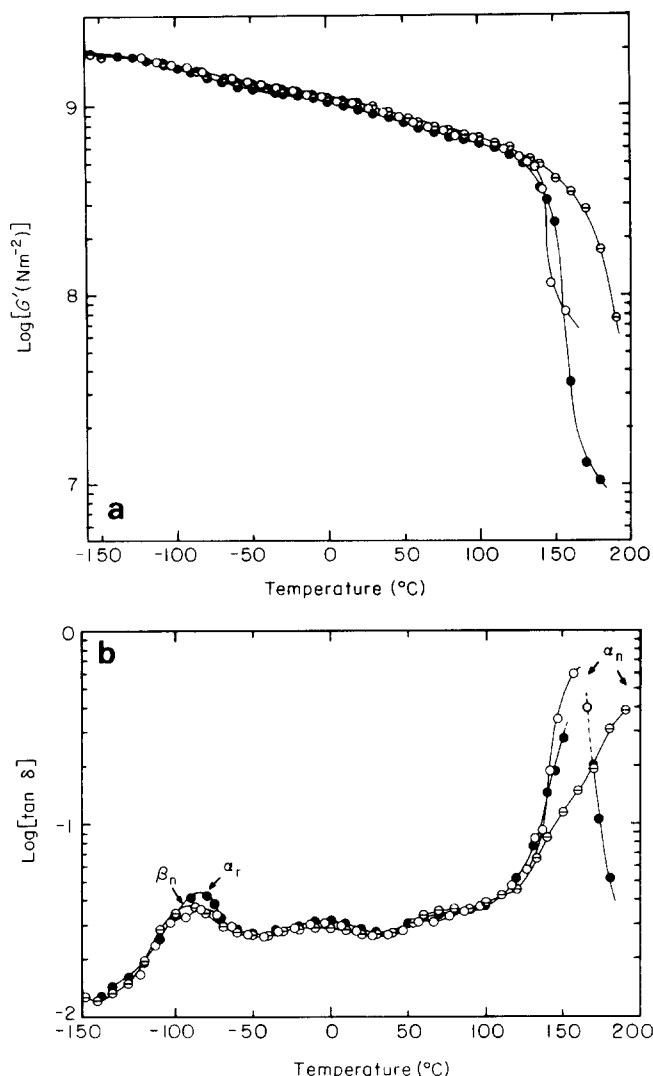 Log[G′(Nm⁻²)]
9
8
7
a
-150 -100 -50 0 50 100 150 200
Temperature (°C)
b
Log[tan δ]
0
-1
-2
αₙ
βₙ
αᵣ
-150 -100 -50 0 50 100 150 200
Temperature (°C)